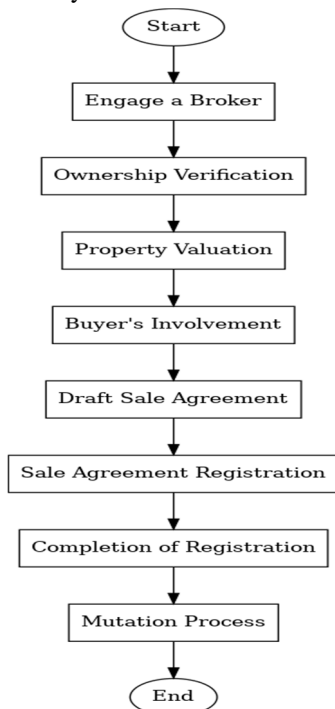 Start
Engage a Broker
Ownership Verification
Property Valuation
Buyer's Involvement
Draft Sale Agreement
Sale Agreement Registration
Completion of Registration
Mutation Process
End